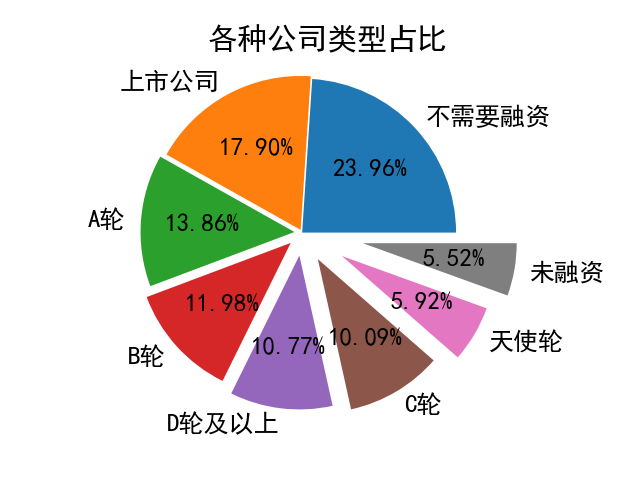 各种公司类型占比
上市公司
不需要融资
17.90%
23.96%
A轮
13.86%
5.52%
未融资
11.98%
5.92%
天使轮
10.77%
10.09%
B轮
C轮
D轮及以上